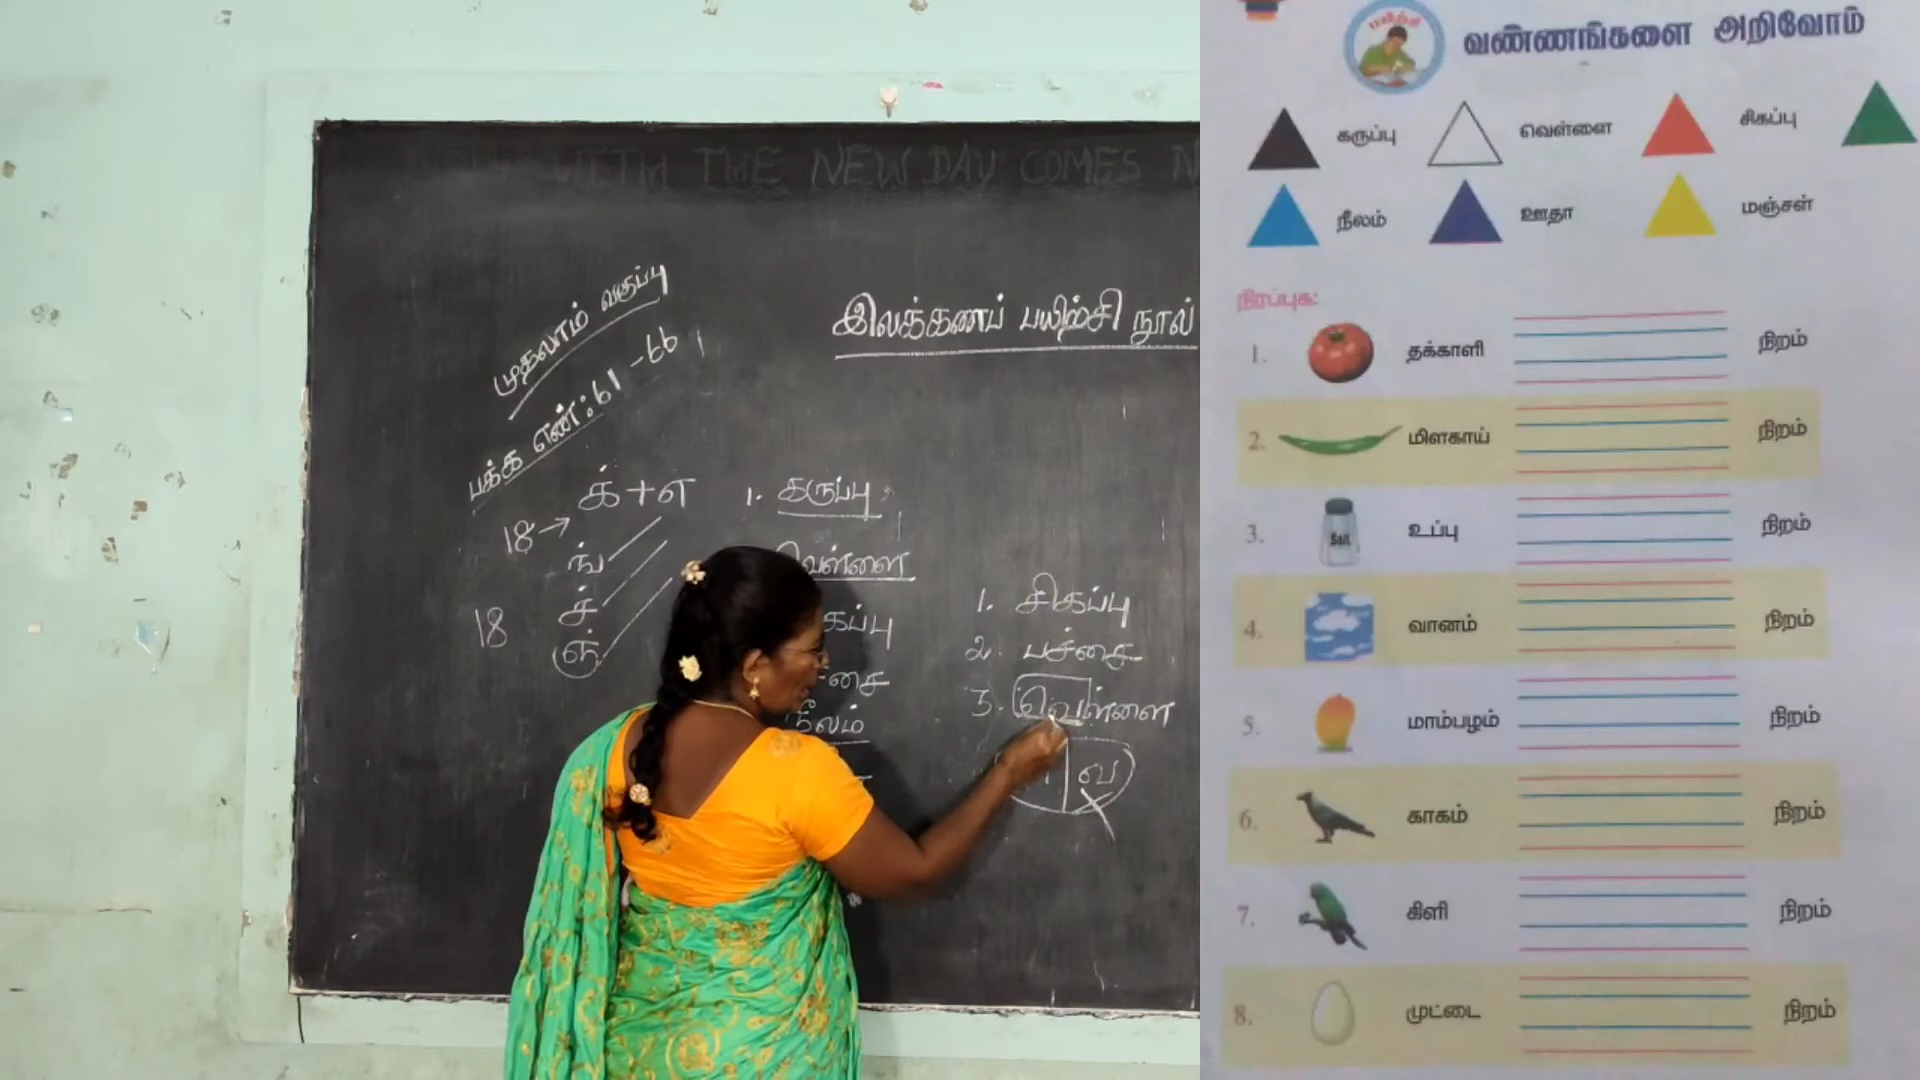 WITH THE NEW DAY COMES N
முதலாம் வகுப்பு
பக்க எண்: 61 - 66
இலக்கணப் பயிற்சி நூல்
18 → க் + எ
ங்
18
ச்
ஞ்
1. கருப்பு
வெள்ளை
கப்பு
ச்சை
நீலம்
1. சிகப்பு
2. பச்சை
3. வெள்ளை
வ
பயிற்சி
வண்ணங்களை அறிவோம்
கருப்பு வெள்ளை சிகப்பு
நீலம் ஊதா மஞ்சள்
நிரப்புக:
1. தக்காளி நிறம்
2. மிளகாய் நிறம்
3. Salt உப்பு நிறம்
4. வானம் நிறம்
5. மாம்பழம் நிறம்
6. காகம் நிறம்
7. கிளி நிறம்
8. முட்டை நிறம்